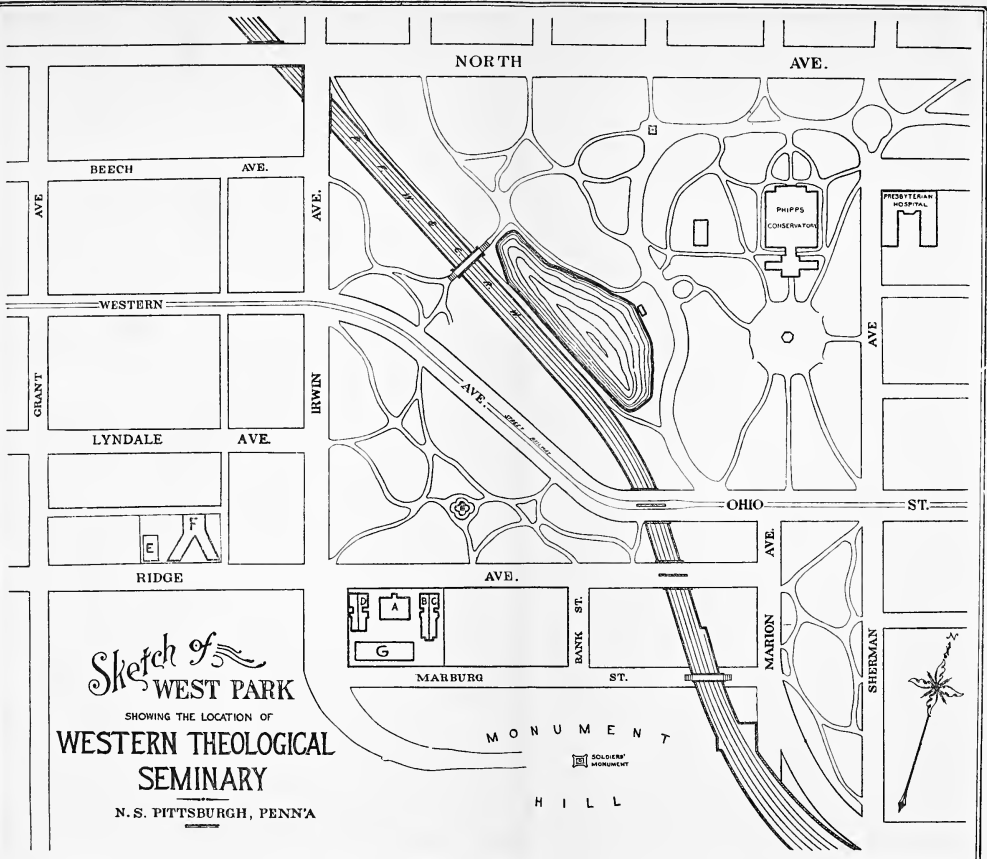 NORTH AVE.
BEECH AVE.
AVE
AVE.
PHIPPS
CONSERVATORY
PRESBYTERIAN
HOSPITAL
WESTERN
AVE.
STREET RAILWAY
GRANT
IRWIN
AVE
LYNDALE AVE.
OHIO ST.
F
E
RIDGE AVE.
AVE.
MARION
SHERMAN
D
A
B C
G
BANK ST.
MARBURG ST.
N
Sketch of
WEST PARK
SHOWING THE LOCATION OF
WESTERN THEOLOGICAL
SEMINARY
N. S. PITTSBURGH, PENN'A
MONUMENT
SOLDIERS'
MONUMENT
HILL